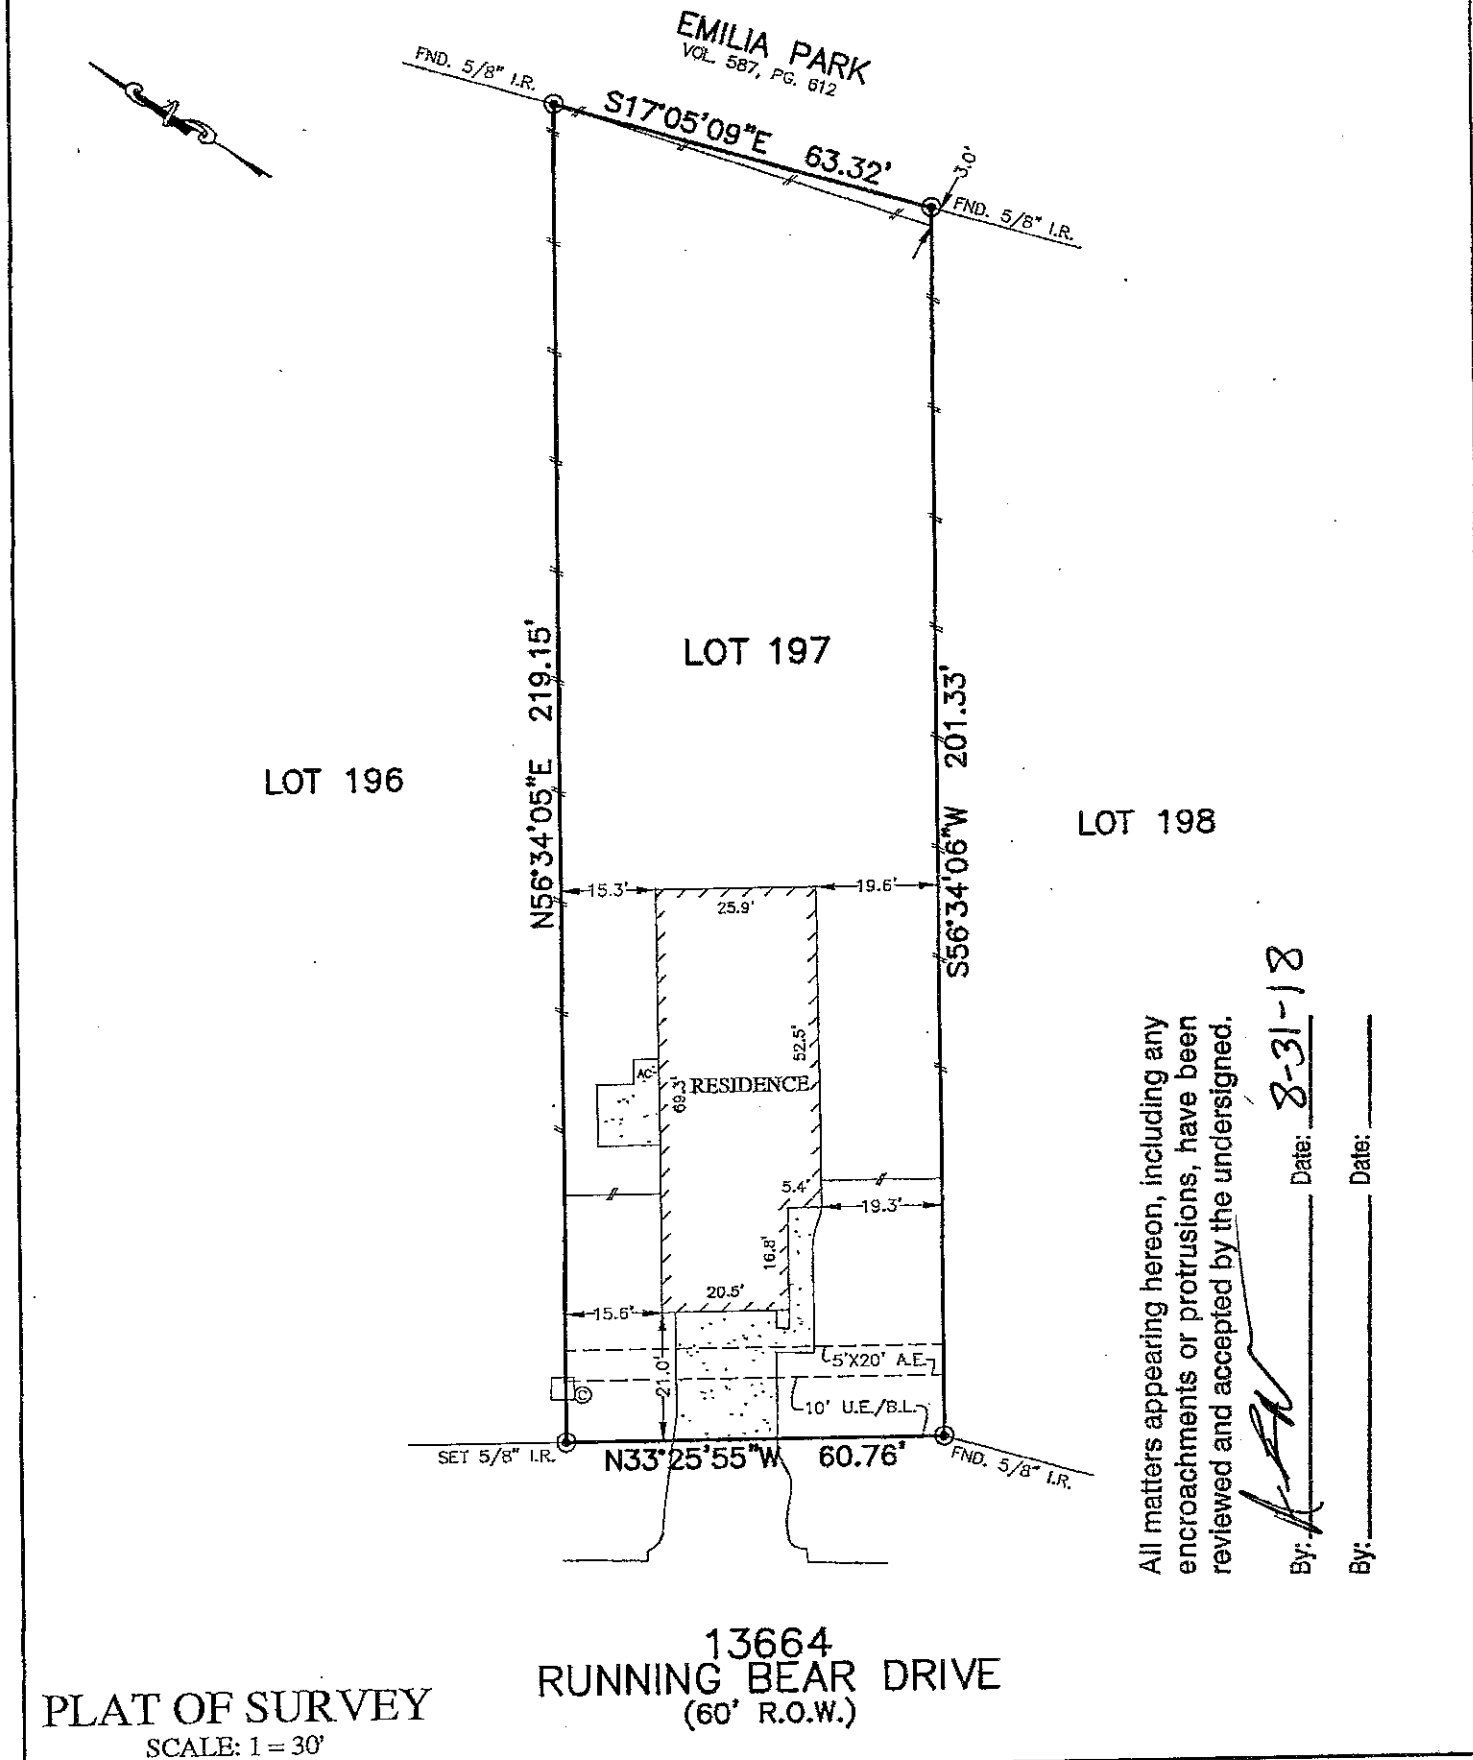 EMILIA PARK
VOL. 587, PG. 612
FND. 5/8" I.R.
S17°05'09"E 63.32'
3.0'
FND. 5/8" I.R.
LOT 197
N56°34'05"E 219.15'
S56°34'06"W 201.33'
LOT 196
LOT 198
15.3'
25.9'
19.6'
52.5'
AC
69.3'
RESIDENCE
5.4'
19.3'
16.8'
20.5'
15.6'
21.0'
5'X20' A.E.
©
10' U.E./B.L.
SET 5/8" I.R.
N33°25'55"W 60.76'
FND. 5/8" I.R.
All matters appearing hereon, including any
encroachments or protrusions, have been
reviewed and accepted by the undersigned.
By: Date: 8-31-18
By: Date:
13664
RUNNING BEAR DRIVE
(60' R.O.W.)
PLAT OF SURVEY
SCALE: 1 = 30'